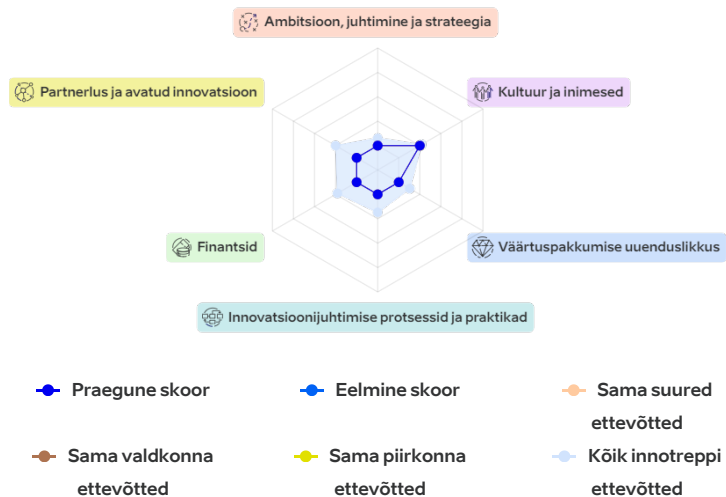 Ambitsioon, juhtimine ja strateegia
Partnerlus ja avatud innovatsioon
Kultuur ja inimesed
Finantsid
Väärtuspakkumise uuenduslikkus
Innovatsioonijuhtimise protsessid ja praktikad
Praegune skoor
Eelmine skoor
Sama suured
ettevõtted
Sama valdkonna
ettevõtted
Sama piirkonna
ettevõtted
Kõik innotreppi
ettevõtted